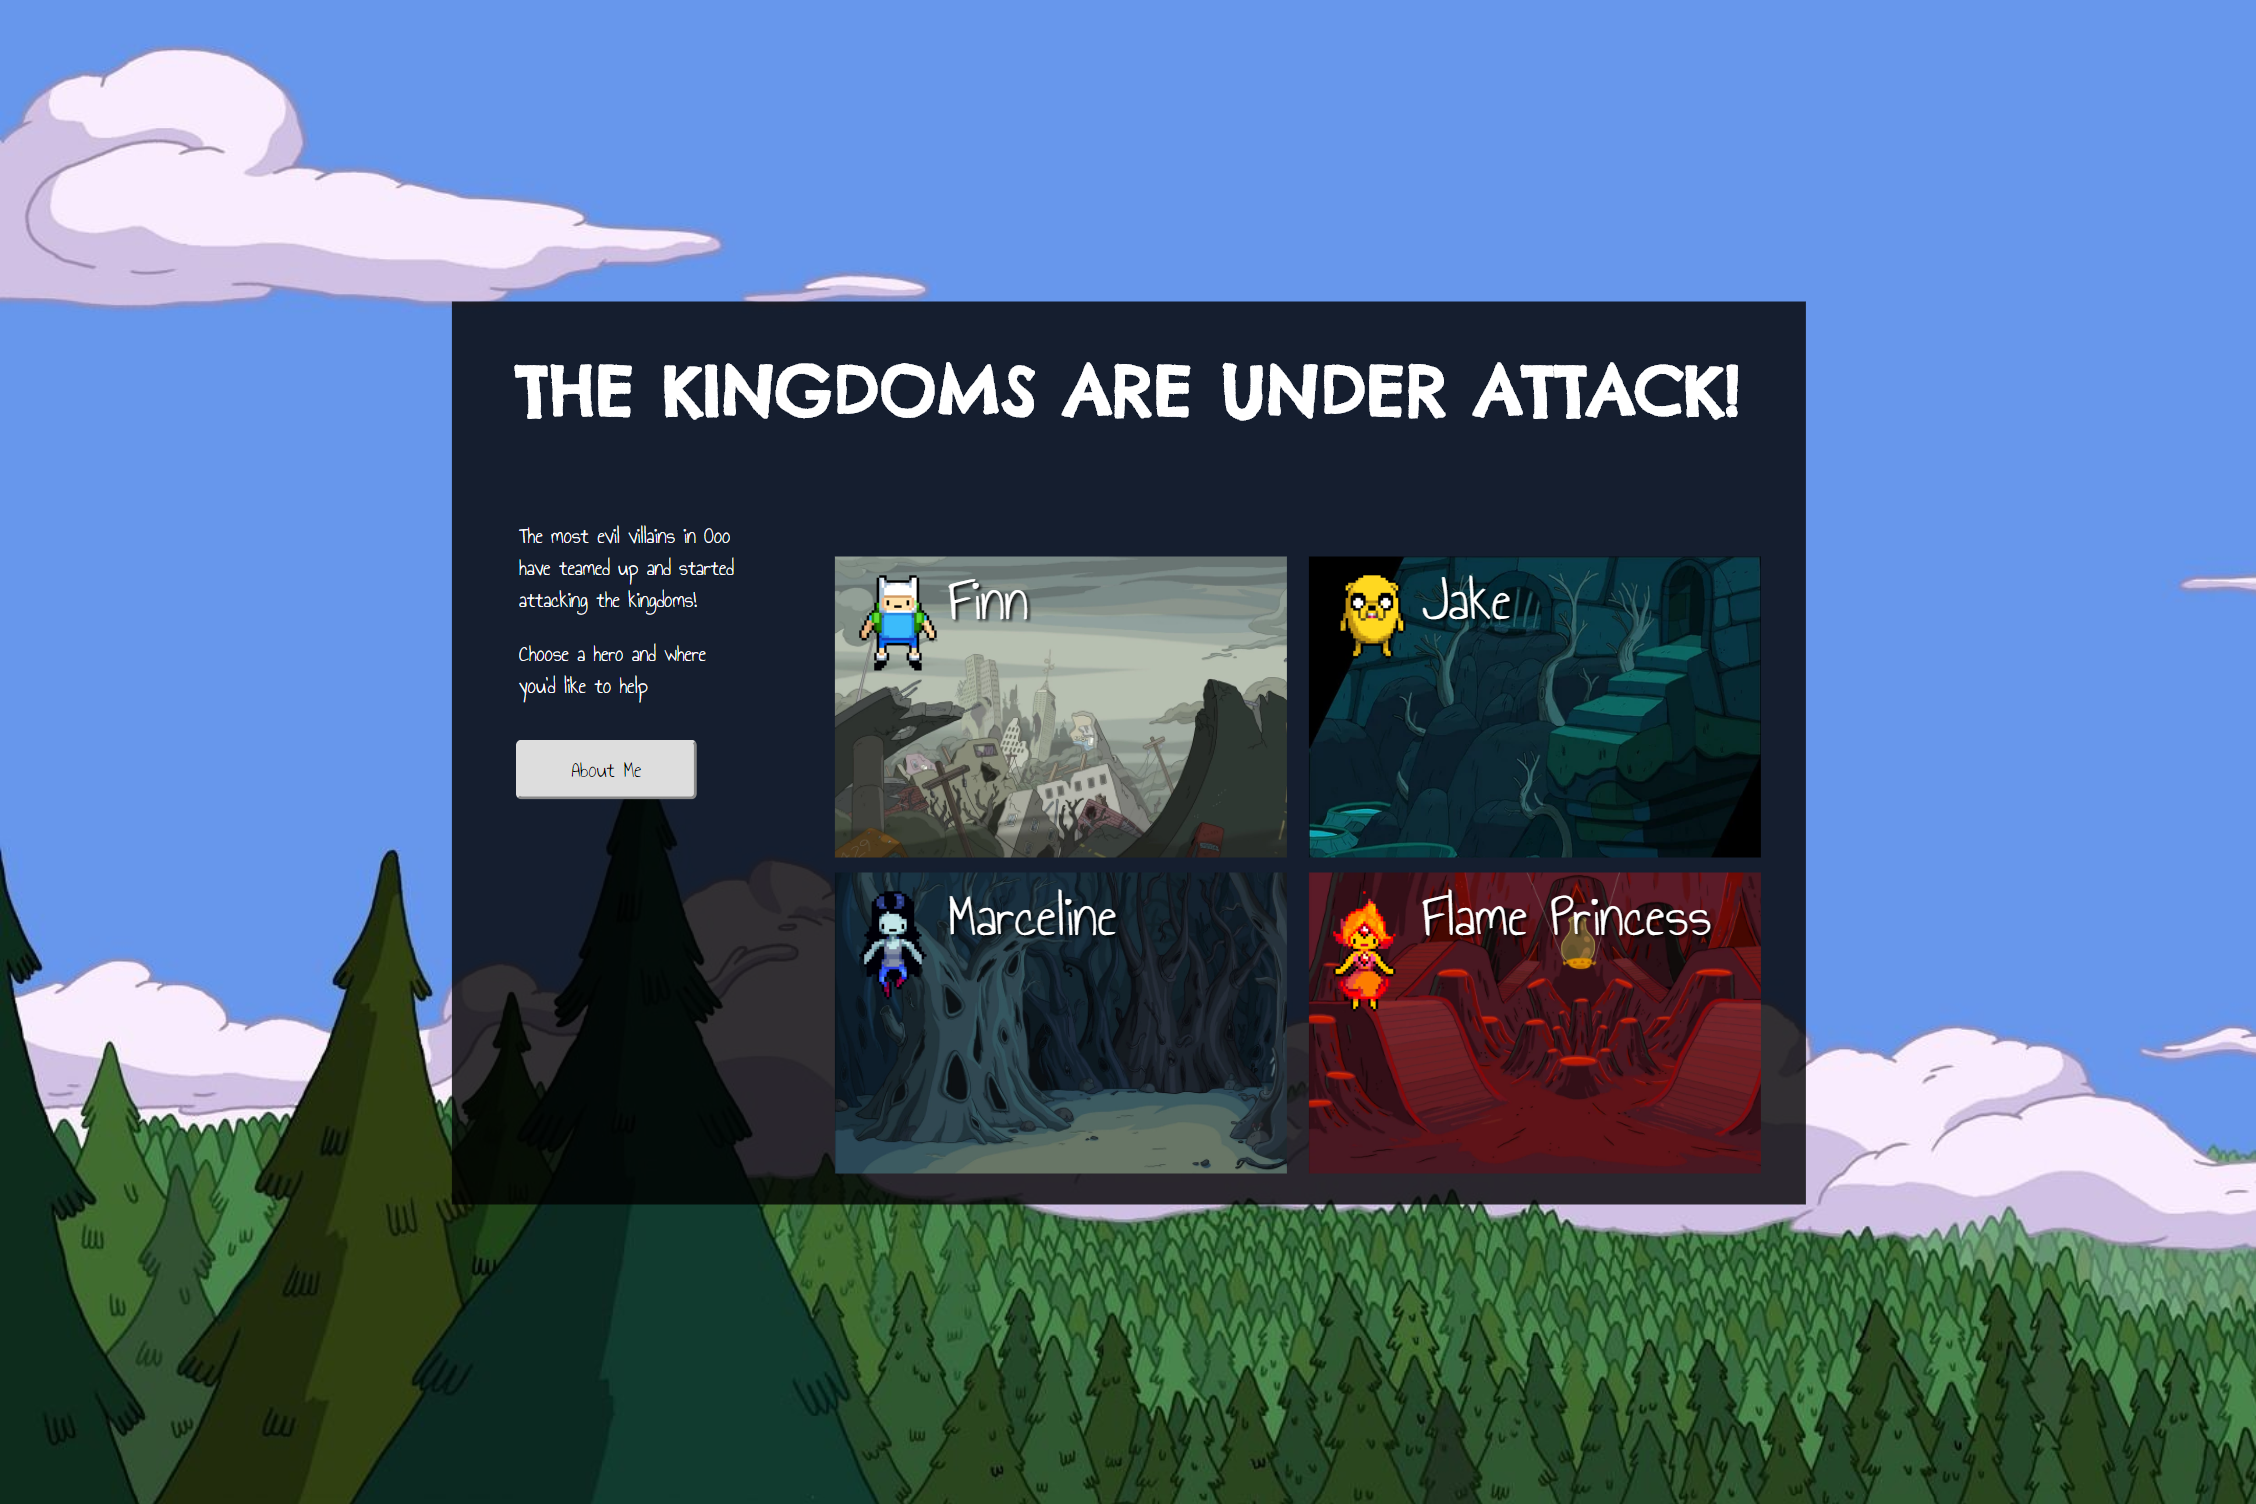 THE KINGDOMS ARE UNDER ATTACK!
The most evil villains in Ooo
have teamed up and started
attacking the kingdoms!
Choose a hero and where
you'd like to help
About Me
Finn
Jake
Marceline
Flame Princess